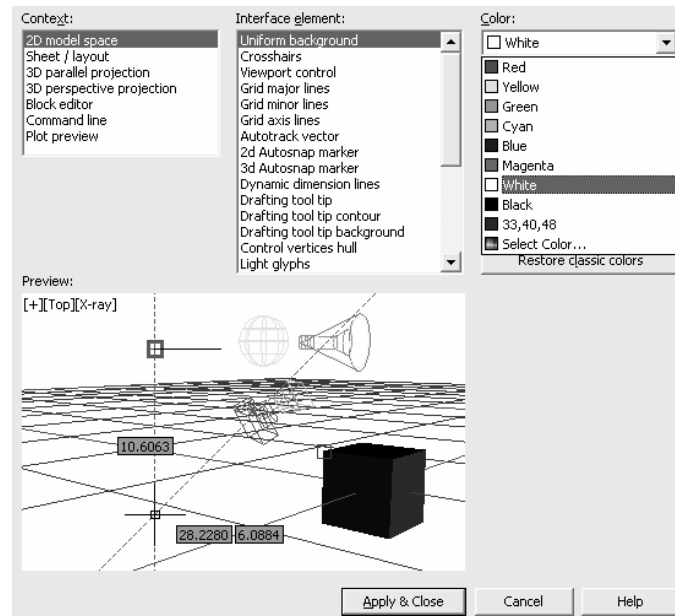 Context:
2D model space
Sheet / layout
3D parallel projection
3D perspective projection
Block editor
Command line
Plot preview
Interface element:
Uniform background
Crosshairs
Viewport control
Grid major lines
Grid minor lines
Grid axis lines
Autotrack vector
2d Autosnap marker
3d Autosnap marker
Dynamic dimension lines
Drafting tool tip
Drafting tool tip contour
Drafting tool tip background
Control vertices hull
Light glyphs
Color:
White
Red
Yellow
Green
Cyan
Blue
Magenta
White
Black
33,40,48
Select Color...
Restore classic colors
Preview:
[+][Top][X-ray]
10.6063
28.2280 6.0884
Apply & Close Cancel Help